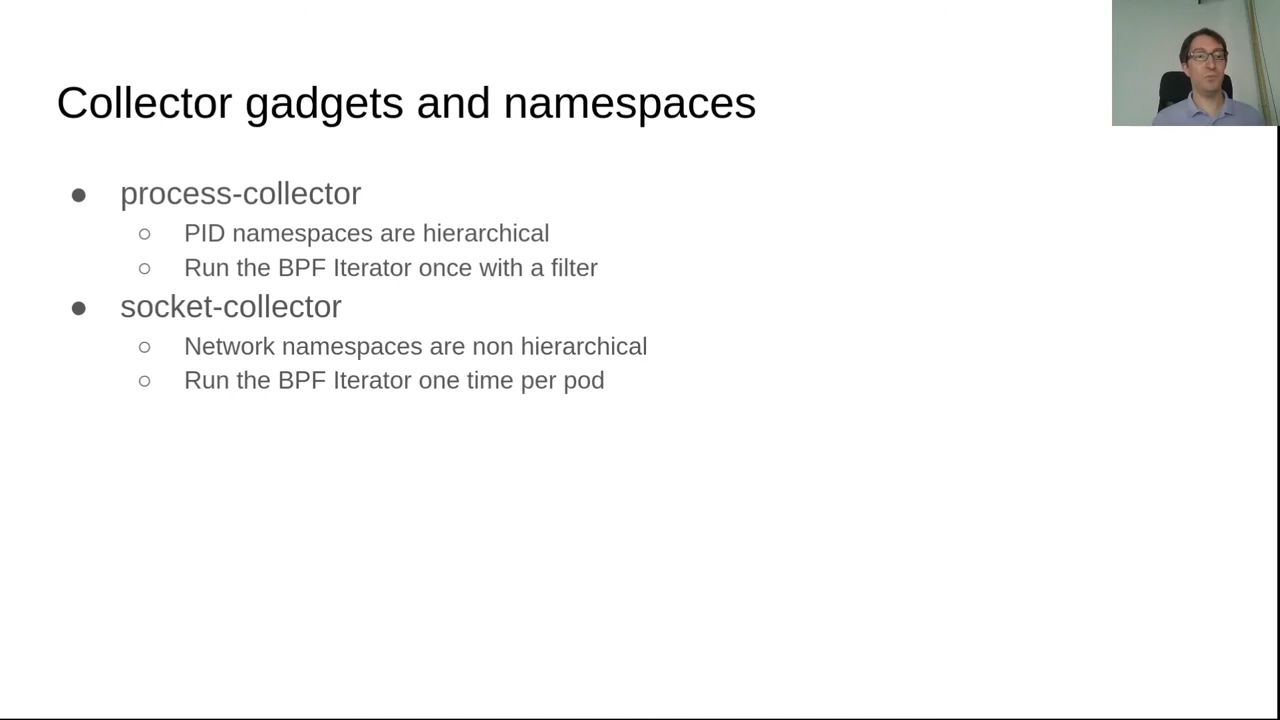 Collector gadgets and namespaces
● process-collector
○ PID namespaces are hierarchical
○ Run the BPF Iterator once with a filter
● socket-collector
○ Network namespaces are non hierarchical
○ Run the BPF Iterator one time per pod